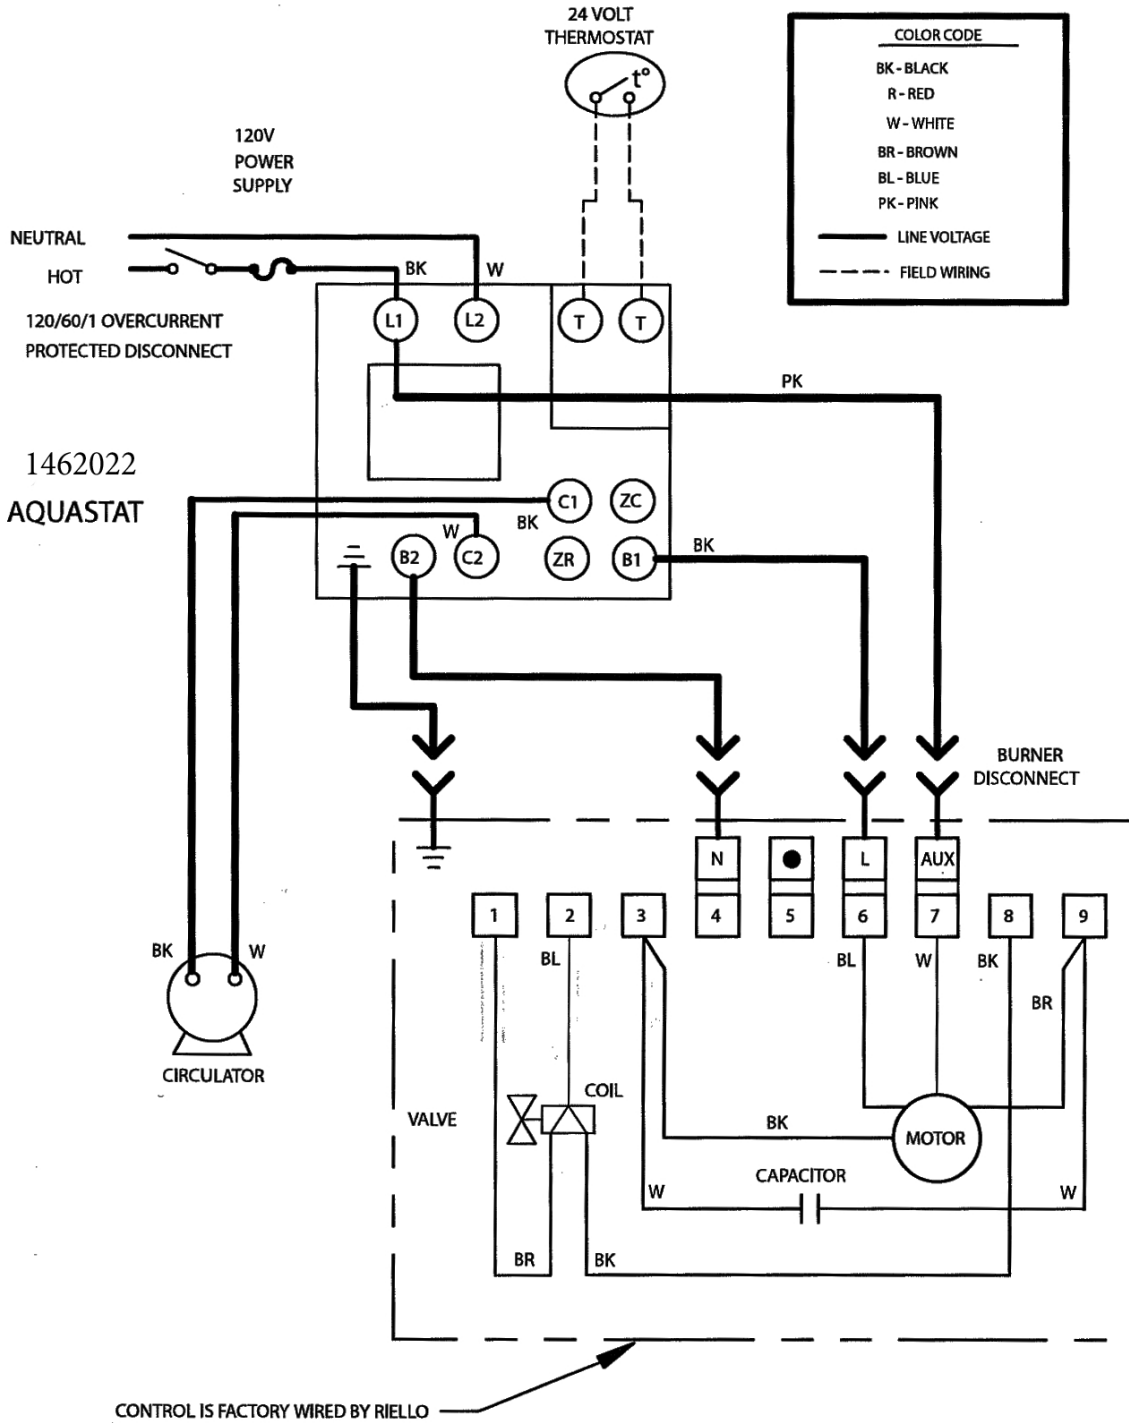 24 VOLT
THERMOSTAT
t°
COLOR CODE
BK - BLACK
R - RED
W - WHITE
BR - BROWN
BL - BLUE
PK - PINK
LINE VOLTAGE
FIELD WIRING
120V
POWER
SUPPLY
NEUTRAL
HOT
BK
W
120/60/1 OVERCURRENT
PROTECTED DISCONNECT
L1
L2
T
T
PK
1462022
AQUASTAT
C1
ZC
BK
W
B2
C2
ZR
B1
BK
BURNER
DISCONNECT
N
L
AUX
1
2
3
4
5
6
7
8
9
BK
W
BL
BL
W
BK
BR
CIRCULATOR
VALVE
COIL
BK
MOTOR
CAPACITOR
W
W
BR
BK
CONTROL IS FACTORY WIRED BY RIELLO